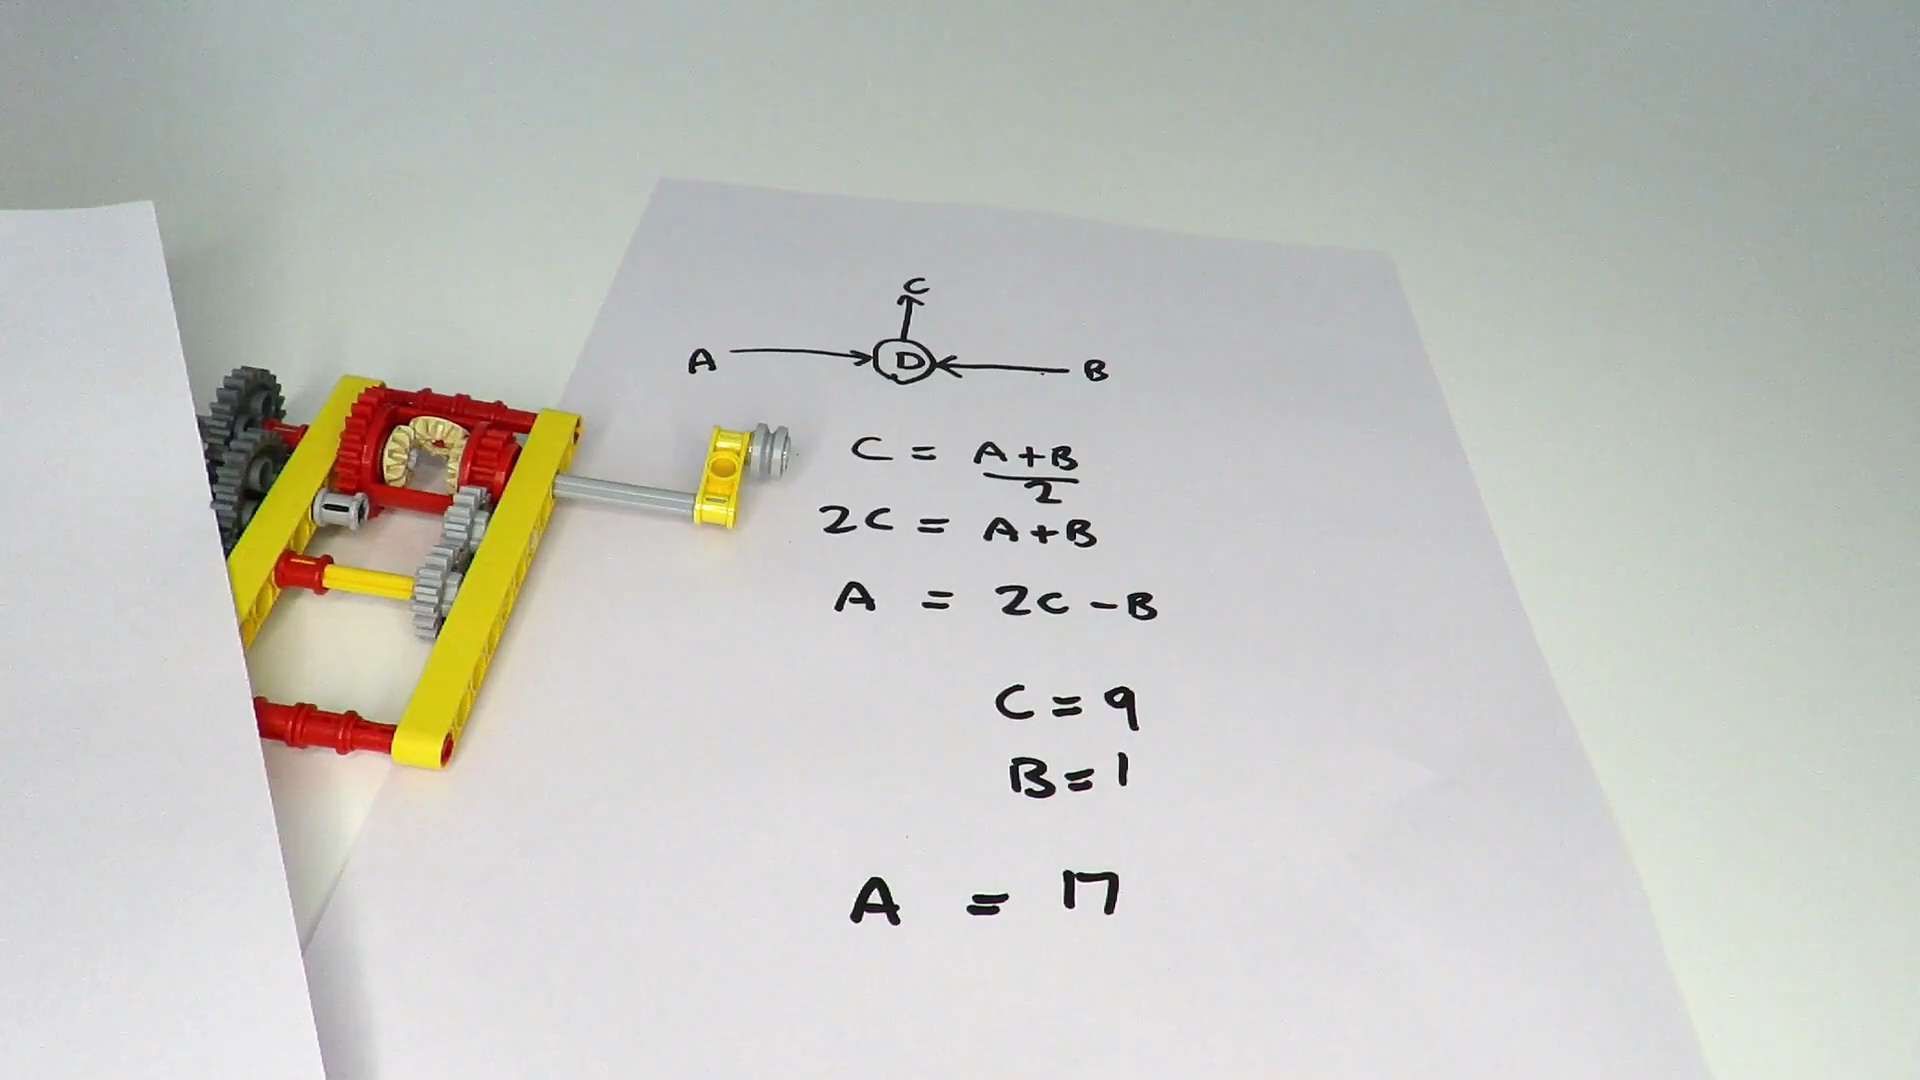 C
A D B
C = A+B
2
2C = A+B
A = 2C - B
C = 9
B = 1
A = 17